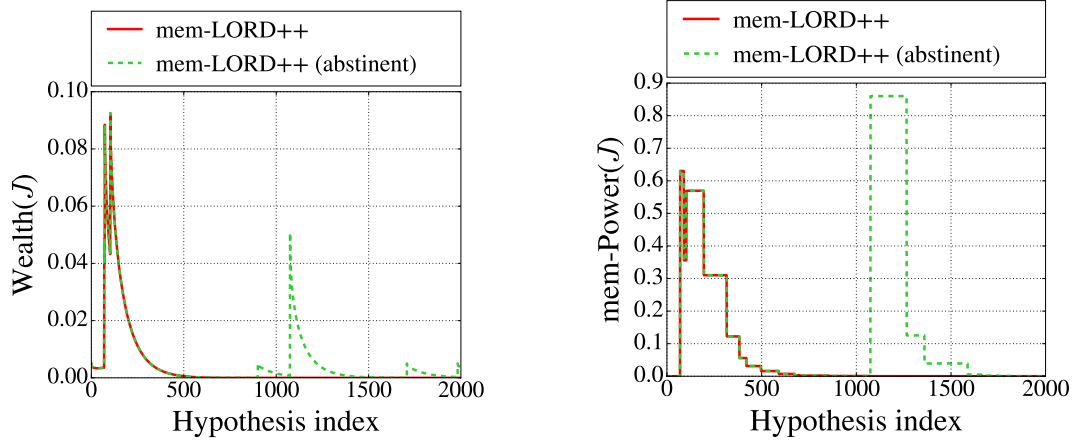 mem-LORD++
mem-LORD++ (abstinent)
0.10
0.08
0.06
0.04
0.02
0.00
Wealth(J)
0 500 1000 1500 2000
Hypothesis index
mem-LORD++
mem-LORD++ (abstinent)
0.9
0.8
0.7
0.6
0.5
0.4
0.3
0.2
0.1
0.0
mem-Power(J)
0 500 1000 1500 2000
Hypothesis index